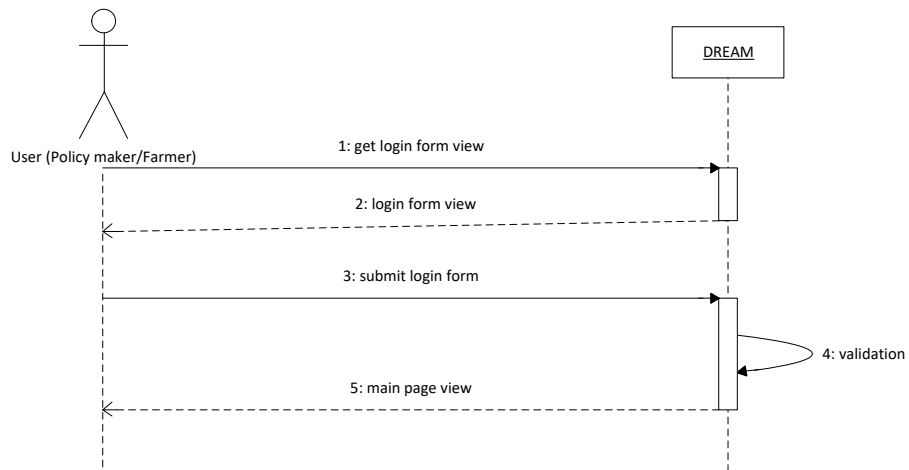 DREAM
User (Policy maker/Farmer)
1: get login form view
2: login form view
3: submit login form
4: validation
5: main page view